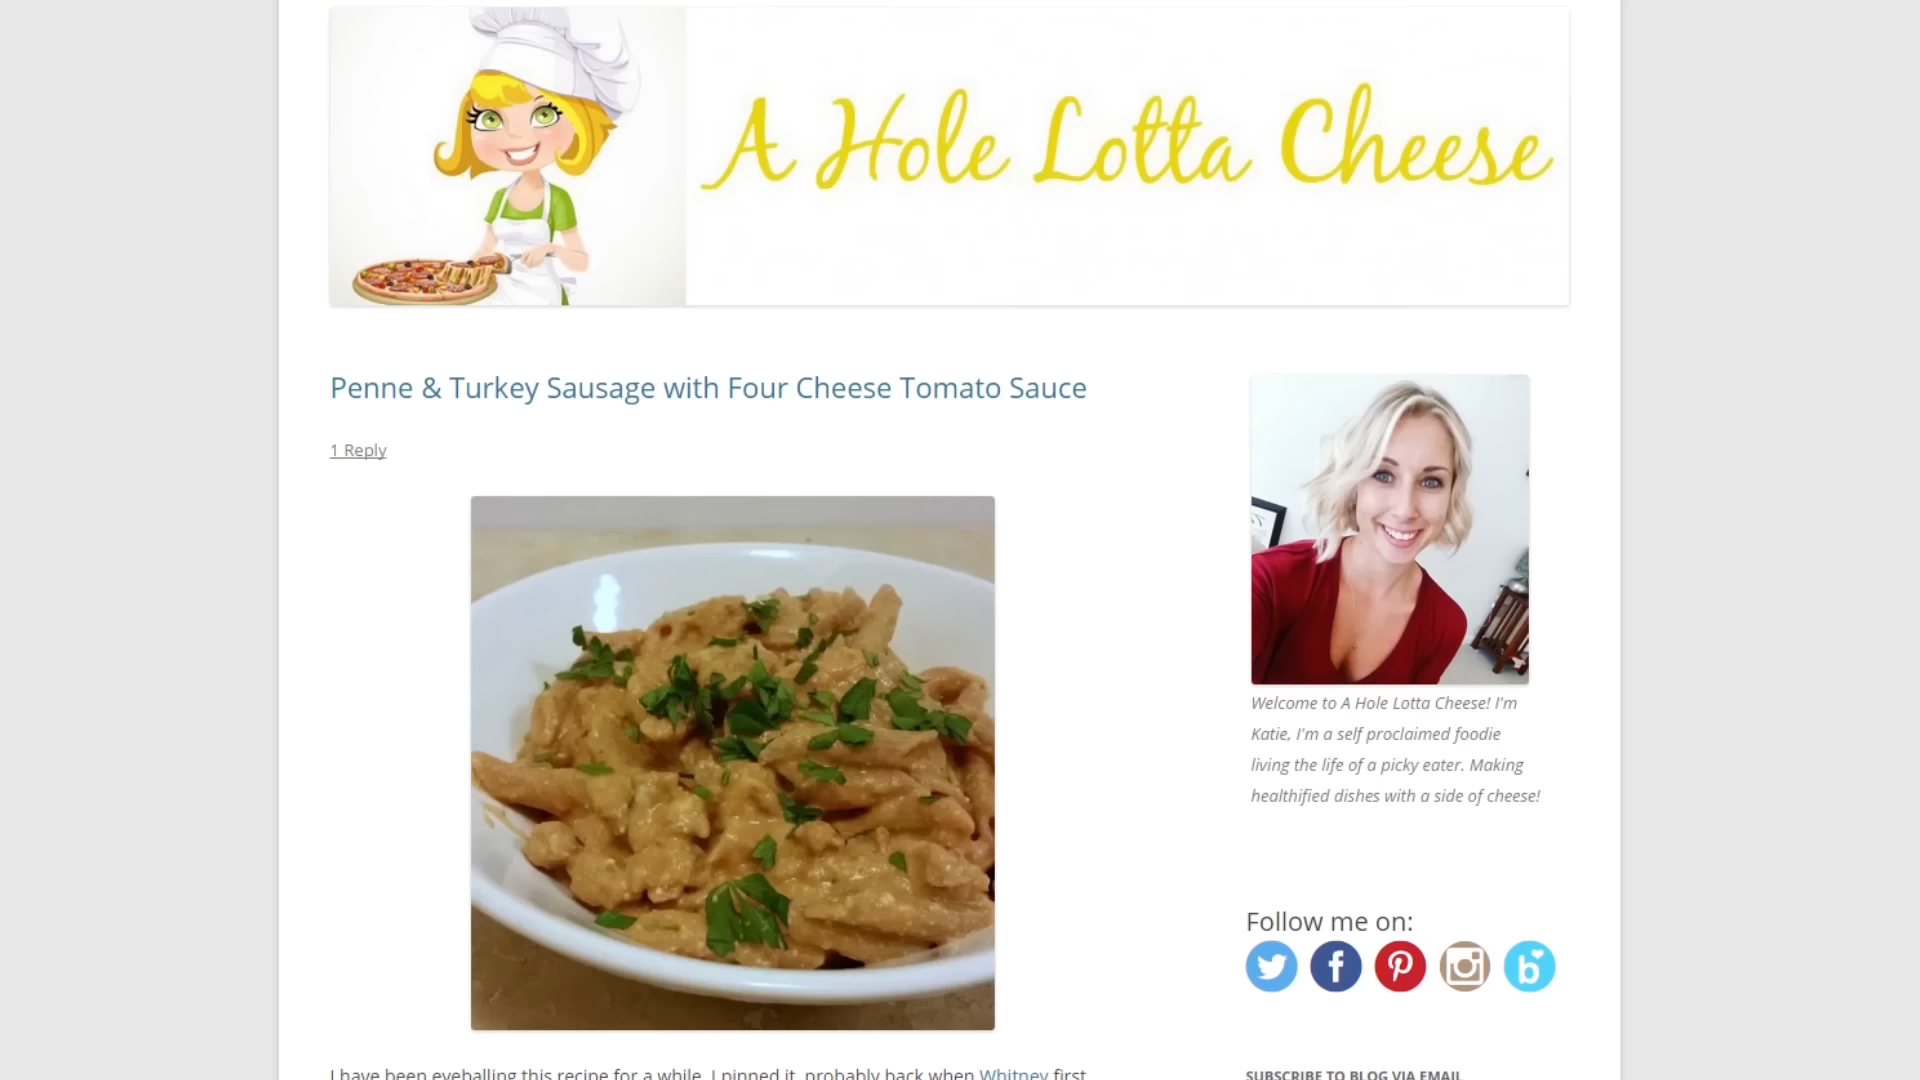 A Hole Lotta Cheese
Penne & Turkey Sausage with Four Cheese Tomato Sauce
1 Reply
Welcome to A Hole Lotta Cheese! I'm
Katie, I'm a self proclaimed foodie
living the life of a picky eater. Making
healthified dishes with a side of cheese!
Follow me on:
I have been eyeballing this recipe for a while. I pinned it, probably back when Whitney first
SUBSCRIBE TO BLOG VIA EMAIL